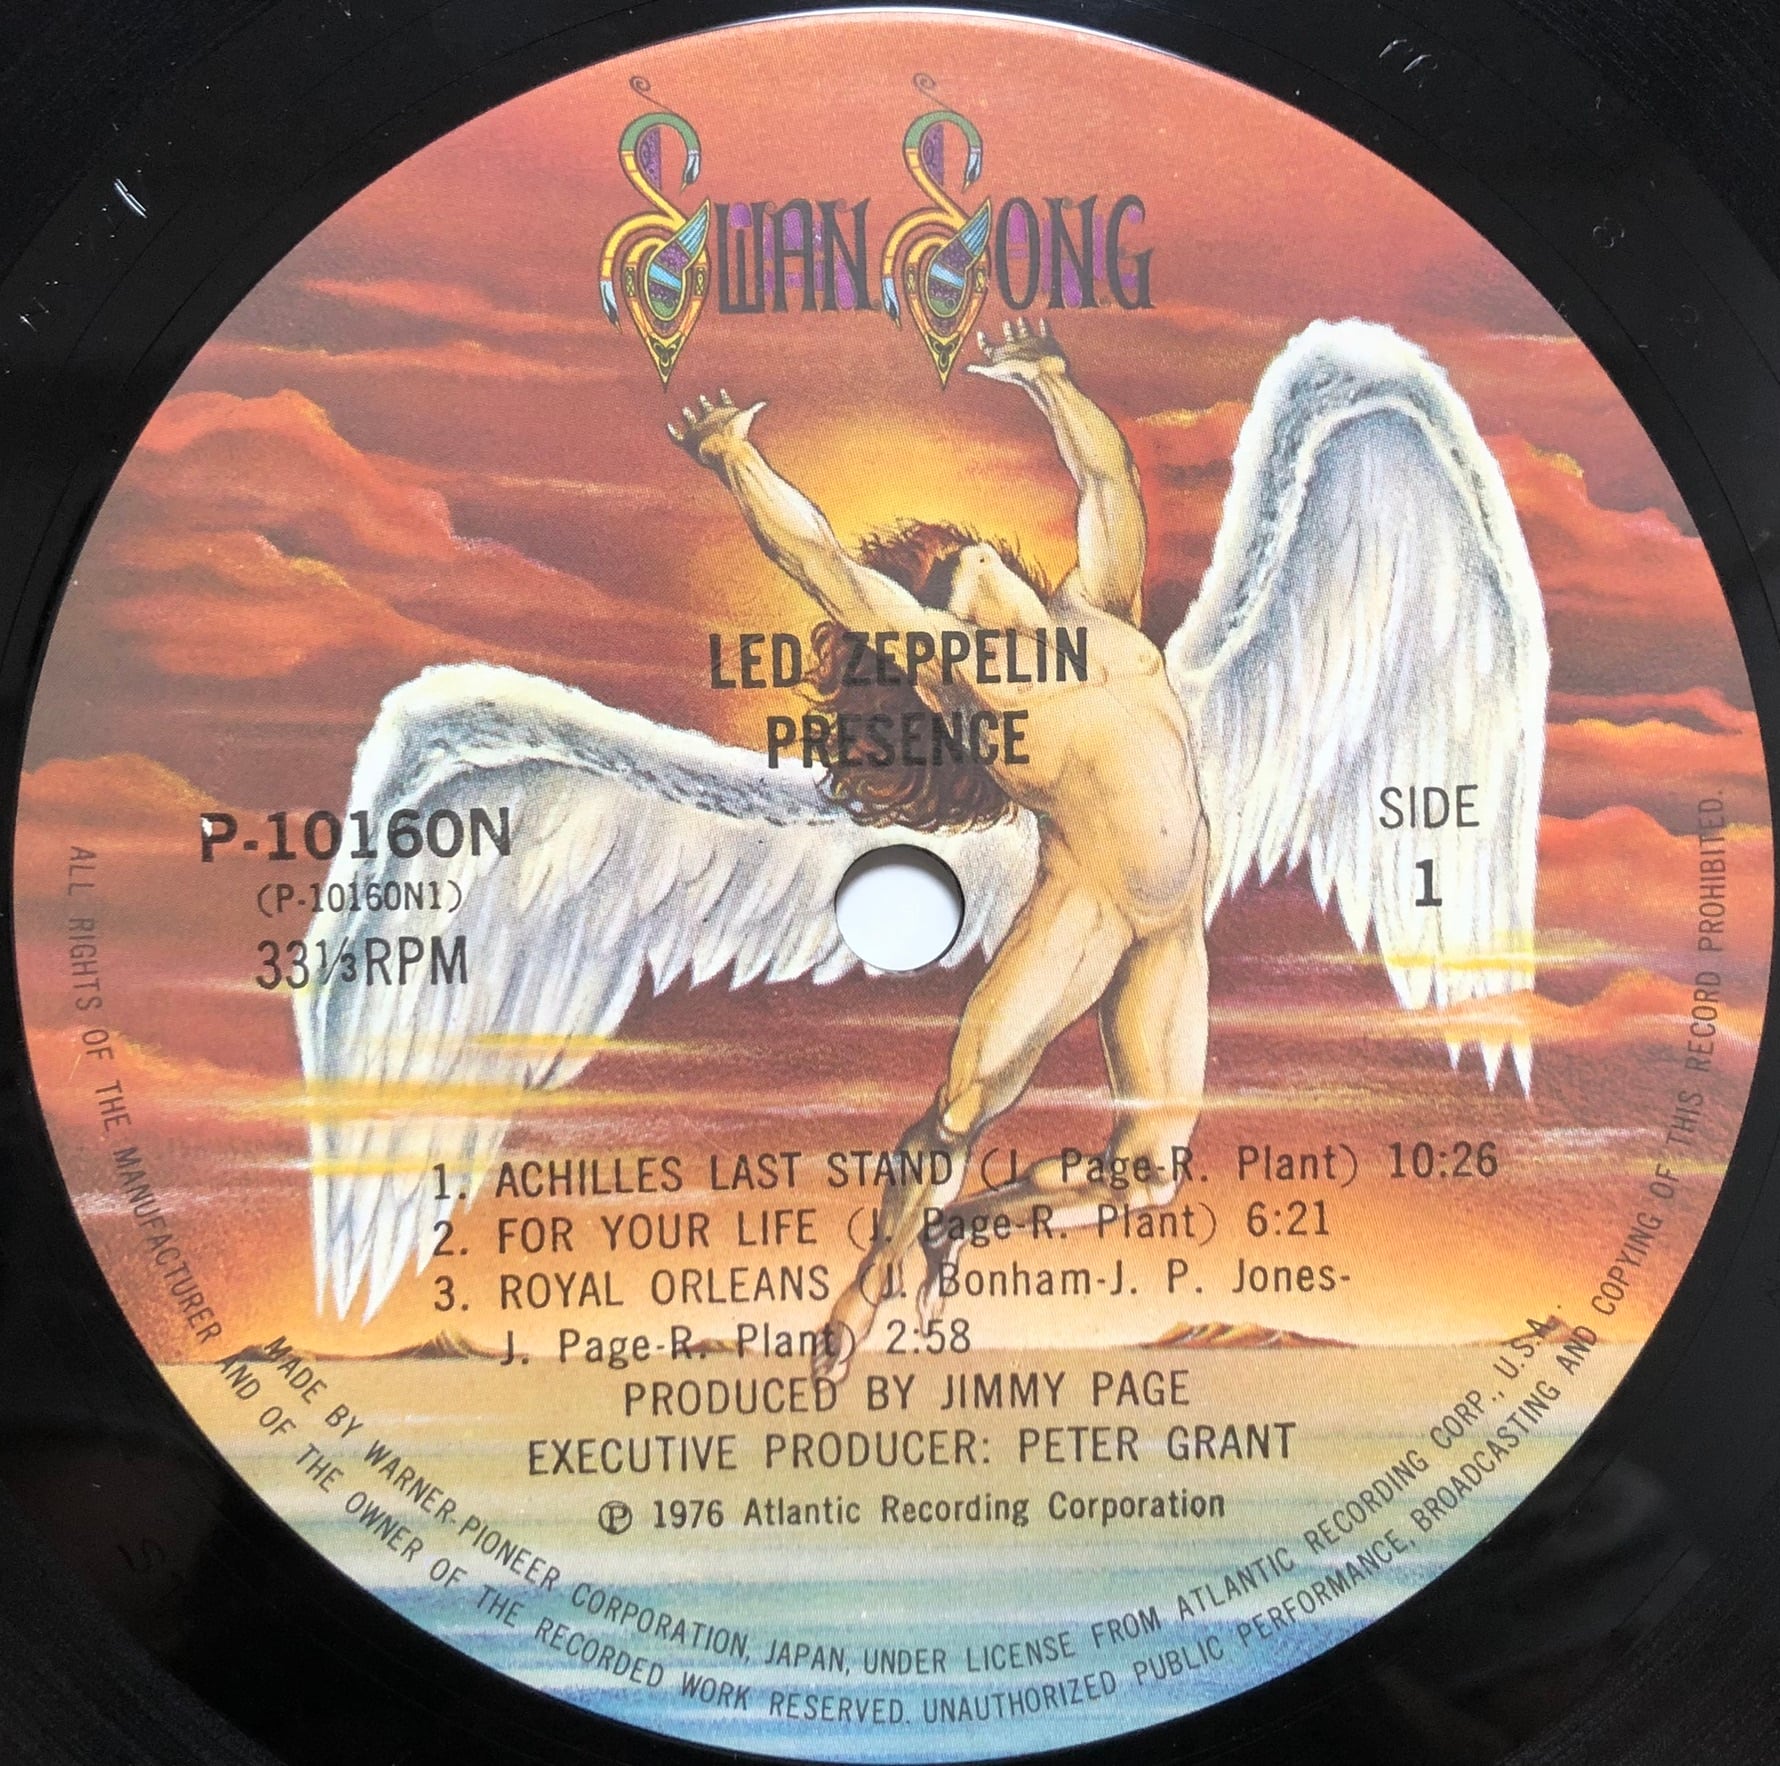 SWAN SONG
LED ZEPPELIN
PRESENCE
P-10160N
(P-10160N1)
33⅓RPM
SIDE
1
1. ACHILLES LAST STAND (J. Page-R. Plant) 10:26
2. FOR YOUR LIFE (J. Page-R. Plant) 6:21
3. ROYAL ORLEANS (J. Bonham-J. P. Jones-
J. Page-R. Plant) 2:58
PRODUCED BY JIMMY PAGE
EXECUTIVE PRODUCER: PETER GRANT
℗ 1976 Atlantic Recording Corporation
MADE BY WARNER-PIONEER CORPORATION, JAPAN, UNDER LICENSE FROM ATLANTIC RECORDING CORP., U.S.A..
ALL RIGHTS OF THE MANUFACTURER AND OF THE OWNER OF THE RECORDED WORK RESERVED. UNAUTHORIZED PUBLIC PERFORMANCE, BROADCASTING AND COPYING OF THIS RECORD PROHIBITED.